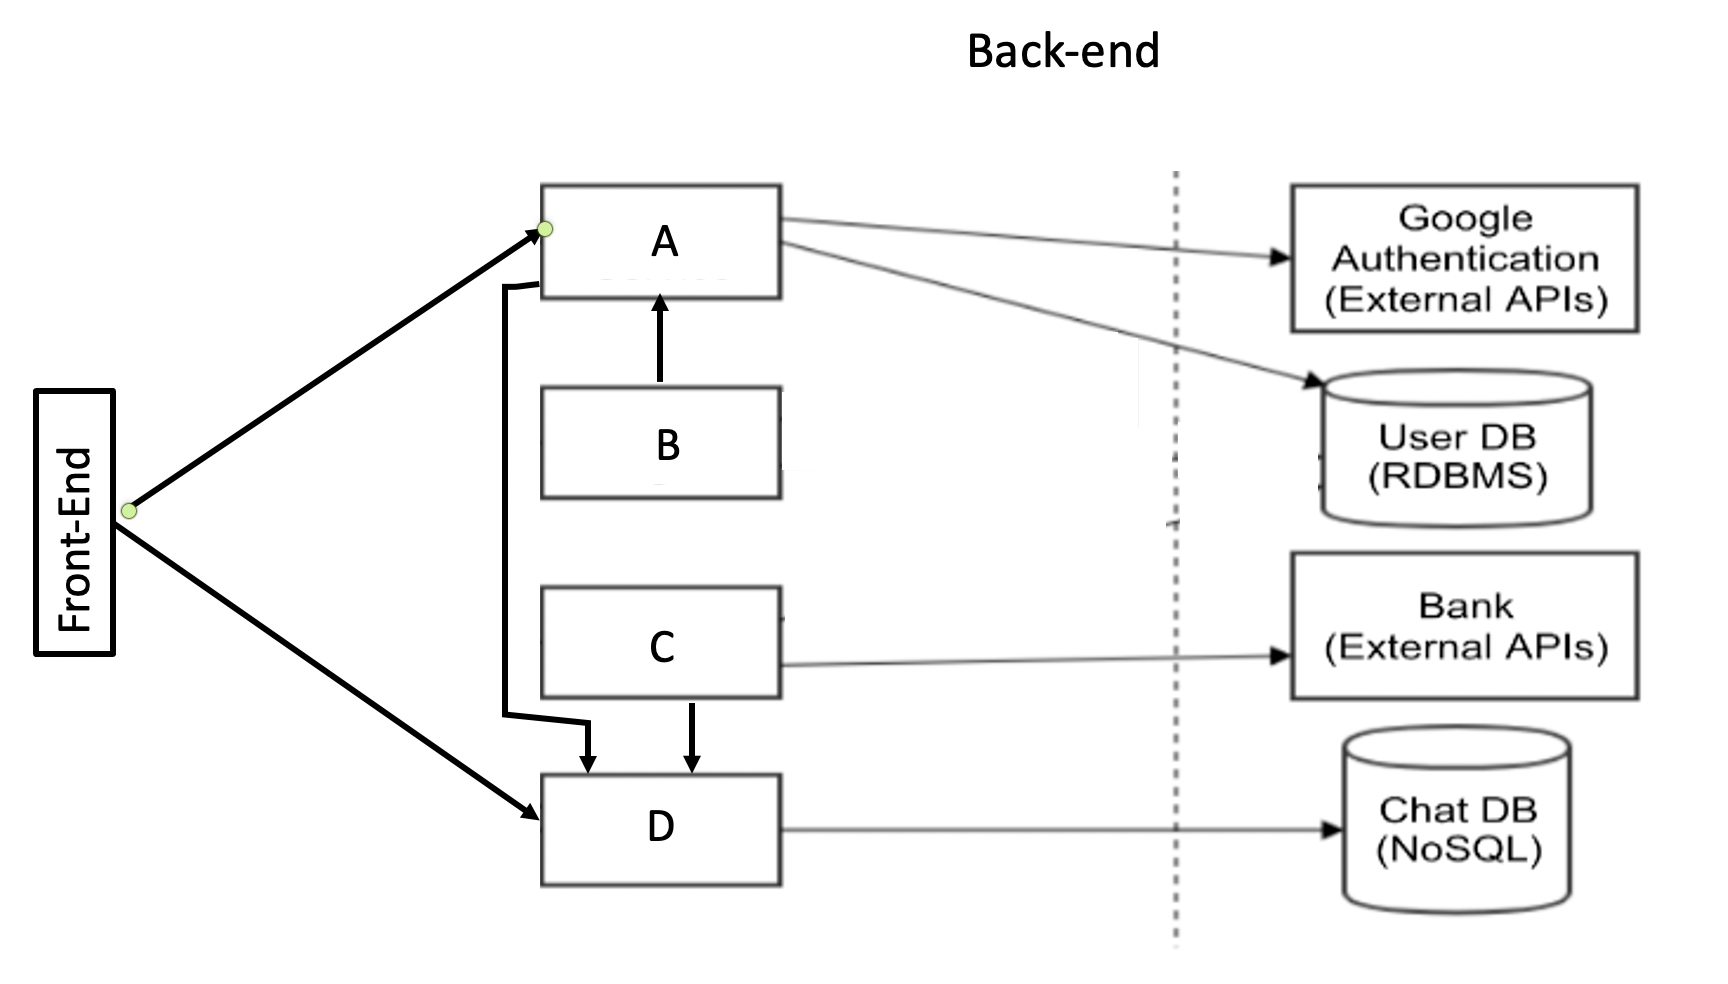 Back-end
A
Google
Authentication
(External APIs)
B
User DB
(RDBMS)
Front-End
C
Bank
(External APIs)
D
Chat DB
(NoSQL)